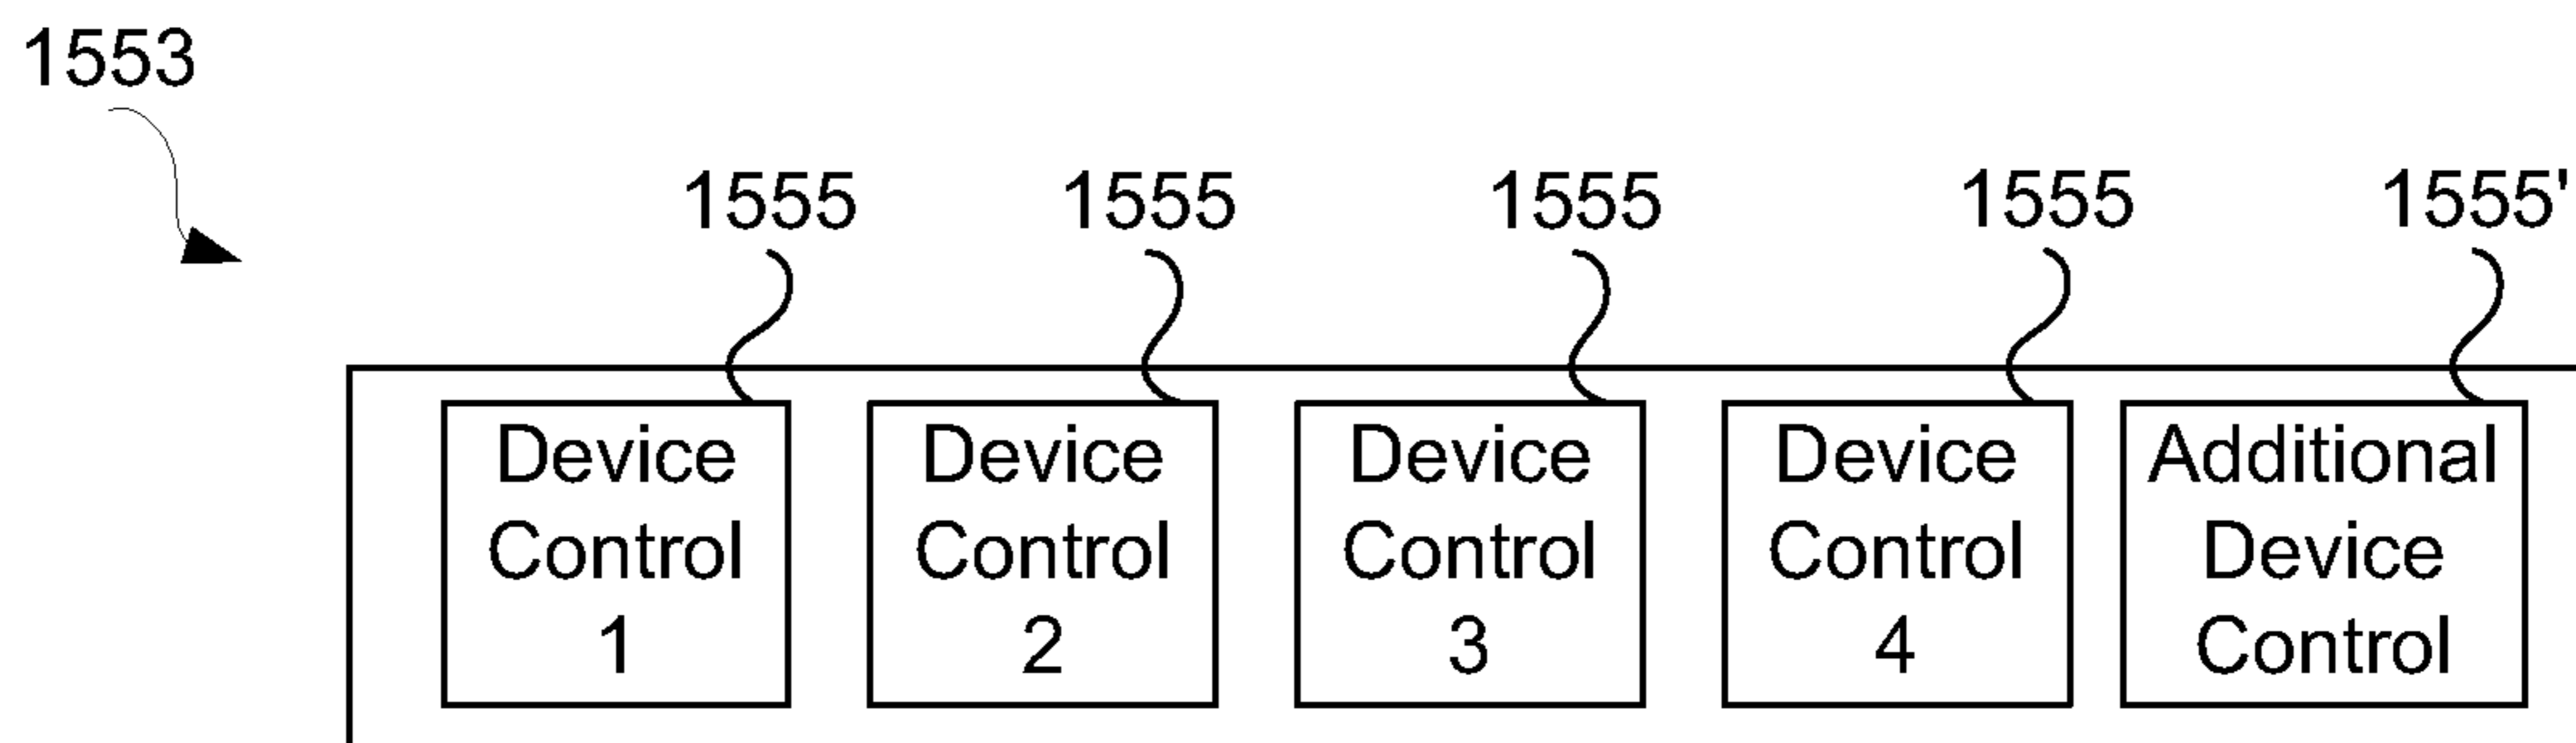 1553
1555 1555 1555 1555 1555'
Device
Control
1
Device
Control
2
Device
Control
3
Device
Control
4
Additional
Device
Control